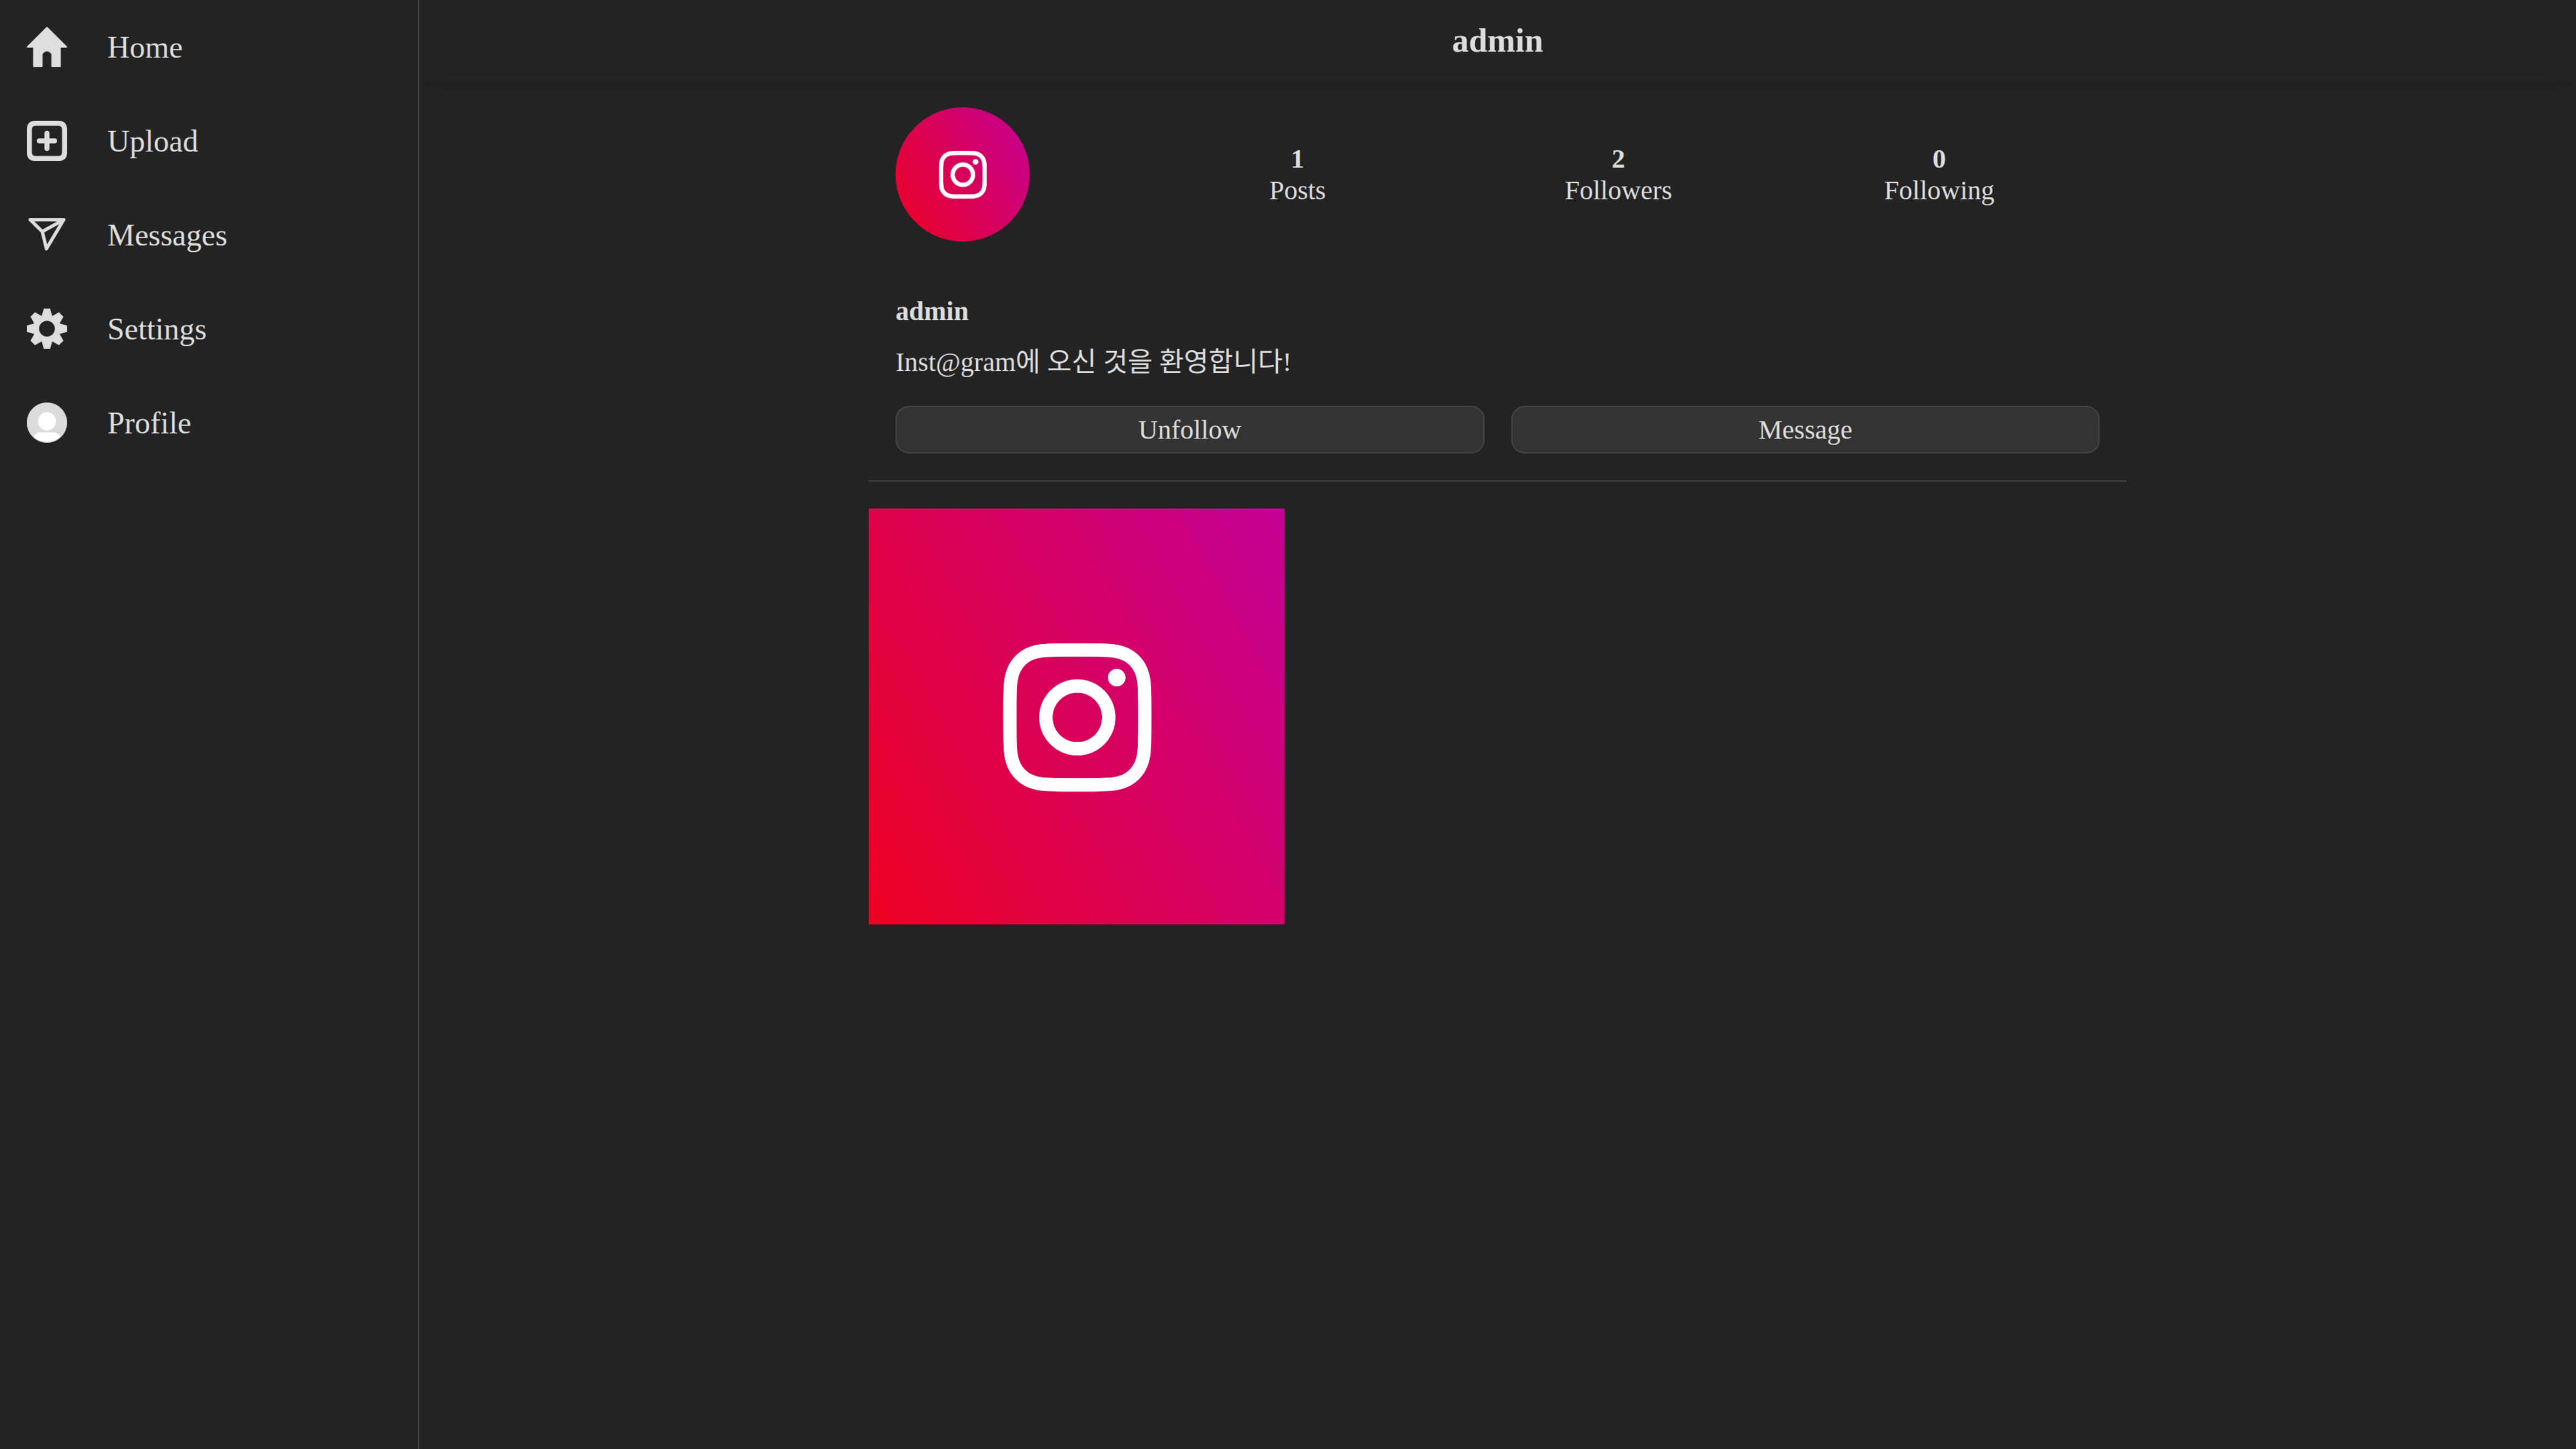 Home
Upload
Messages
Settings
Profile
admin
1
Posts
2
Followers
0
Following
admin
Inst@gram에 오신 것을 환영합니다!
Unfollow
Message